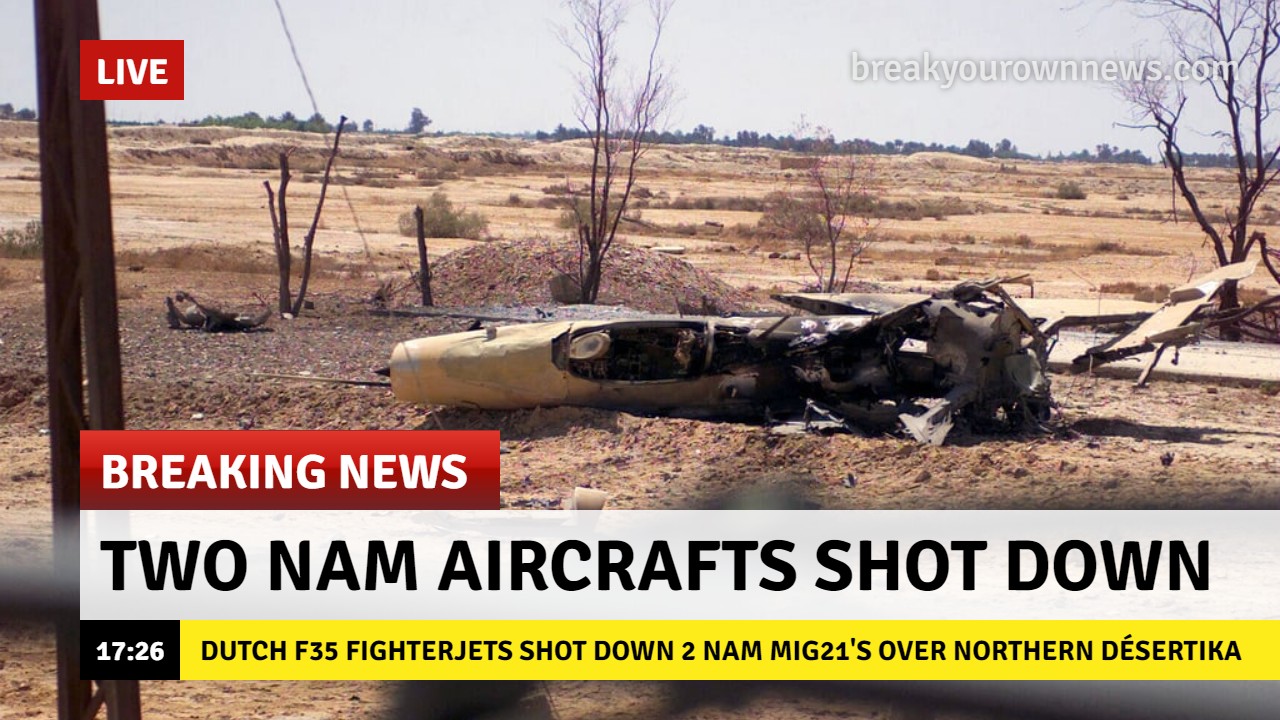 LIVE
breakyourownnews.com
BREAKING NEWS
TWO NAM AIRCRAFTS SHOT DOWN
17:26 DUTCH F35 FIGHTERJETS SHOT DOWN 2 NAM MIG21'S OVER NORTHERN DÉSERTIKA